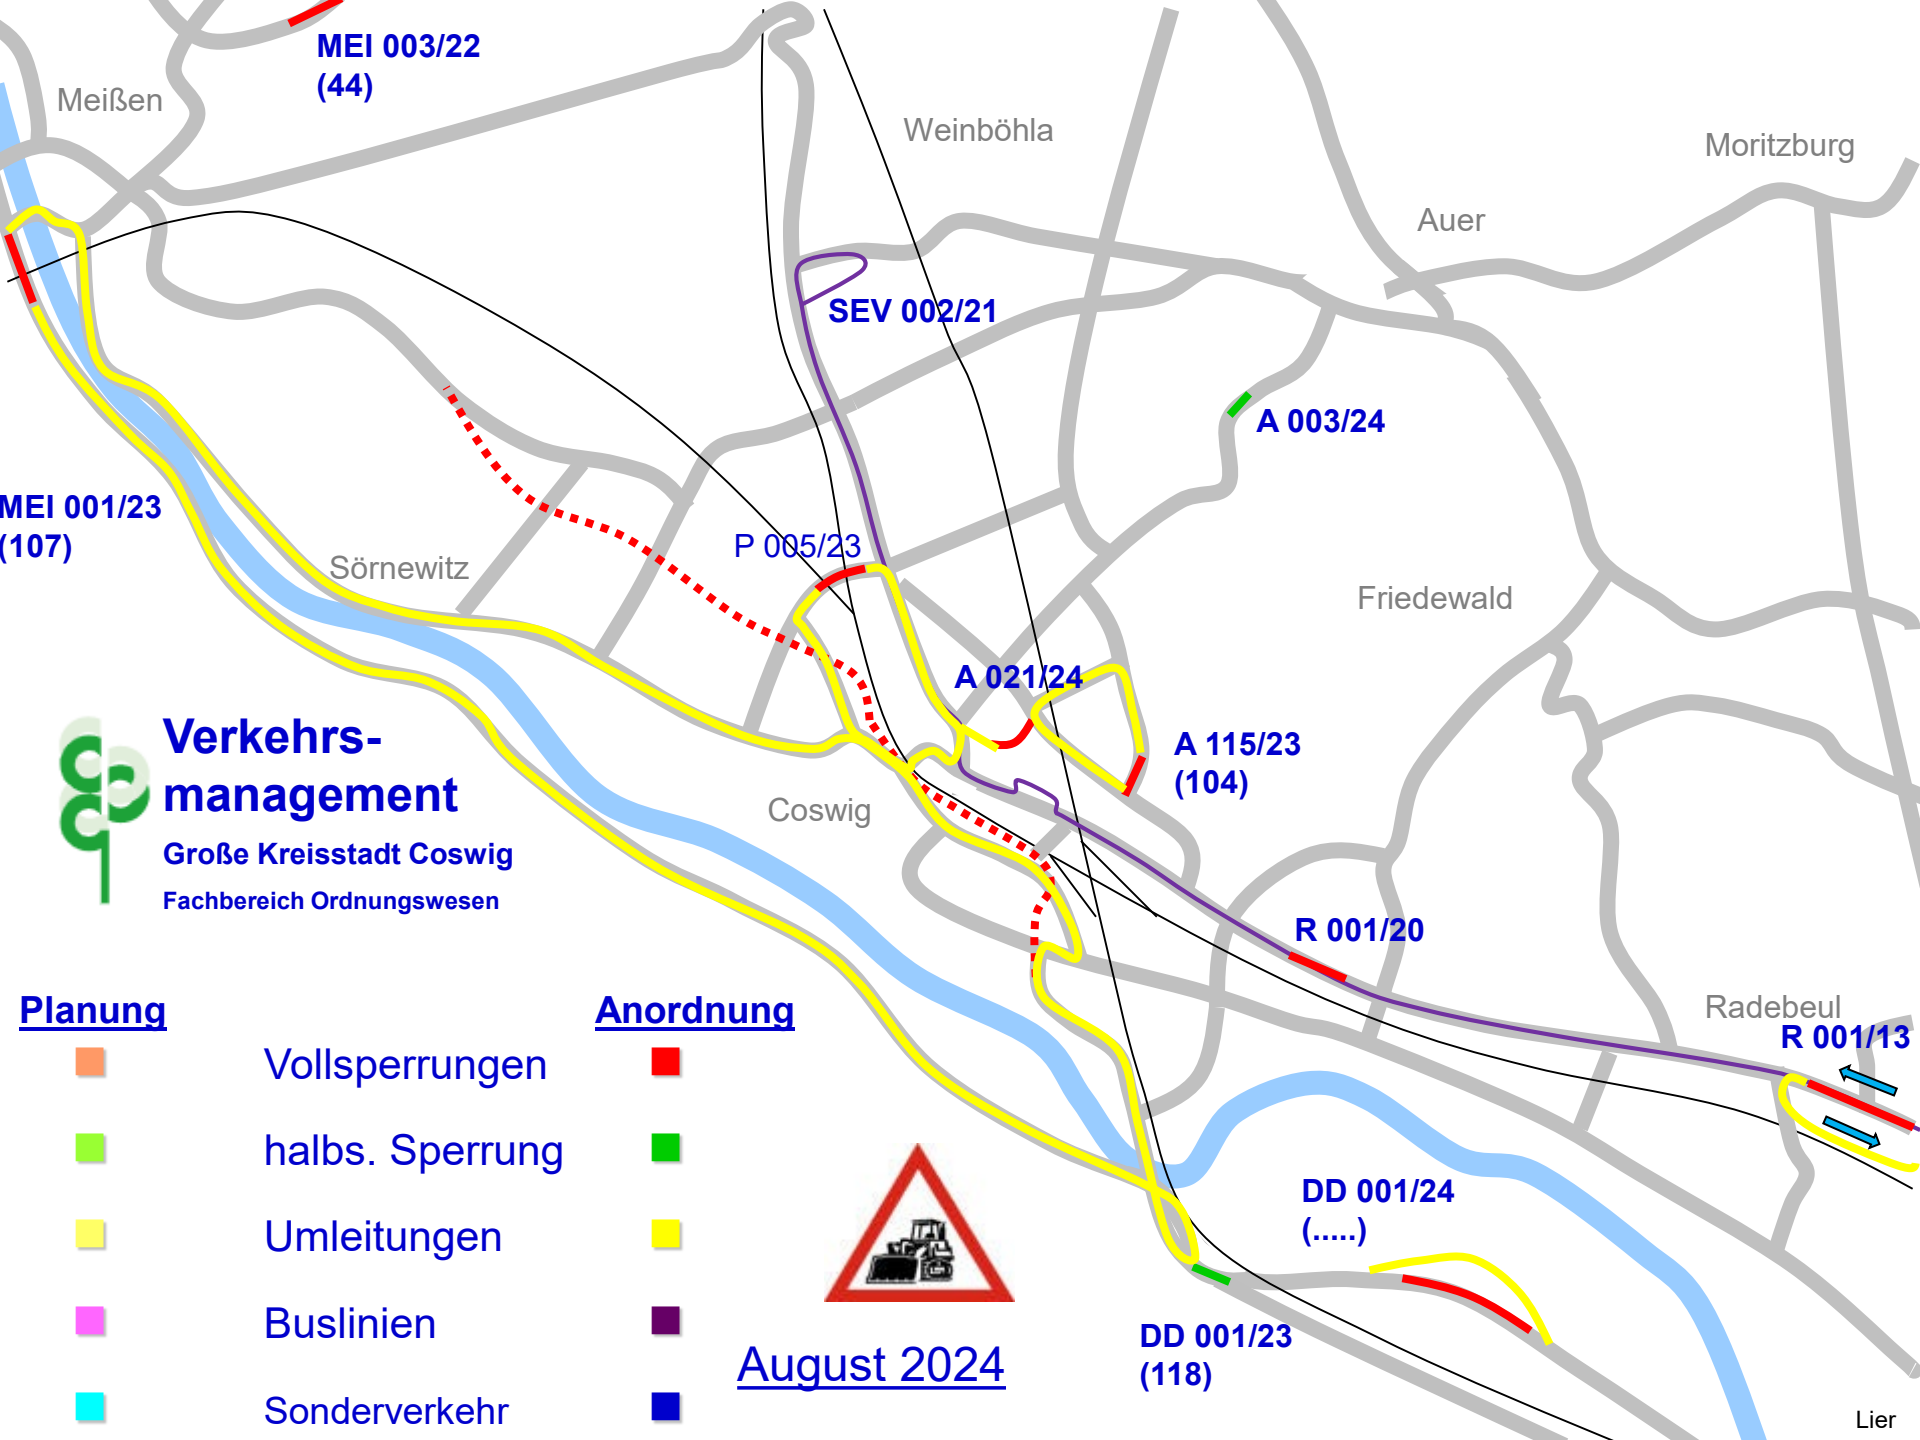 MEI 003/22
(44)
Meißen
Weinböhla
Moritzburg
Auer
SEV 002/21
A 003/24
MEI 001/23
(107)
P 005/23
Sörnewitz
Friedewald
A 021/24
Verkehrs-
management
Große Kreisstadt Coswig
Fachbereich Ordnungswesen
A 115/23
(104)
Coswig
R 001/20
Radebeul
R 001/13
Planung
Anordnung
Vollsperrungen
halbs. Sperrung
Umleitungen
Buslinien
Sonderverkehr
August 2024
DD 001/24
(.....)
DD 001/23
(118)
Lier